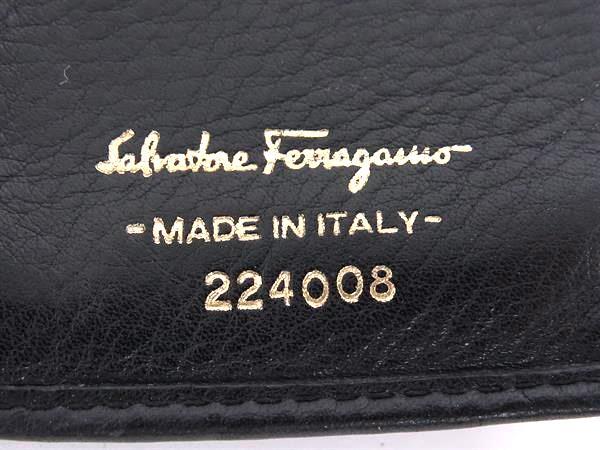 Salvatore Ferragamo
-MADE IN ITALY-
224008